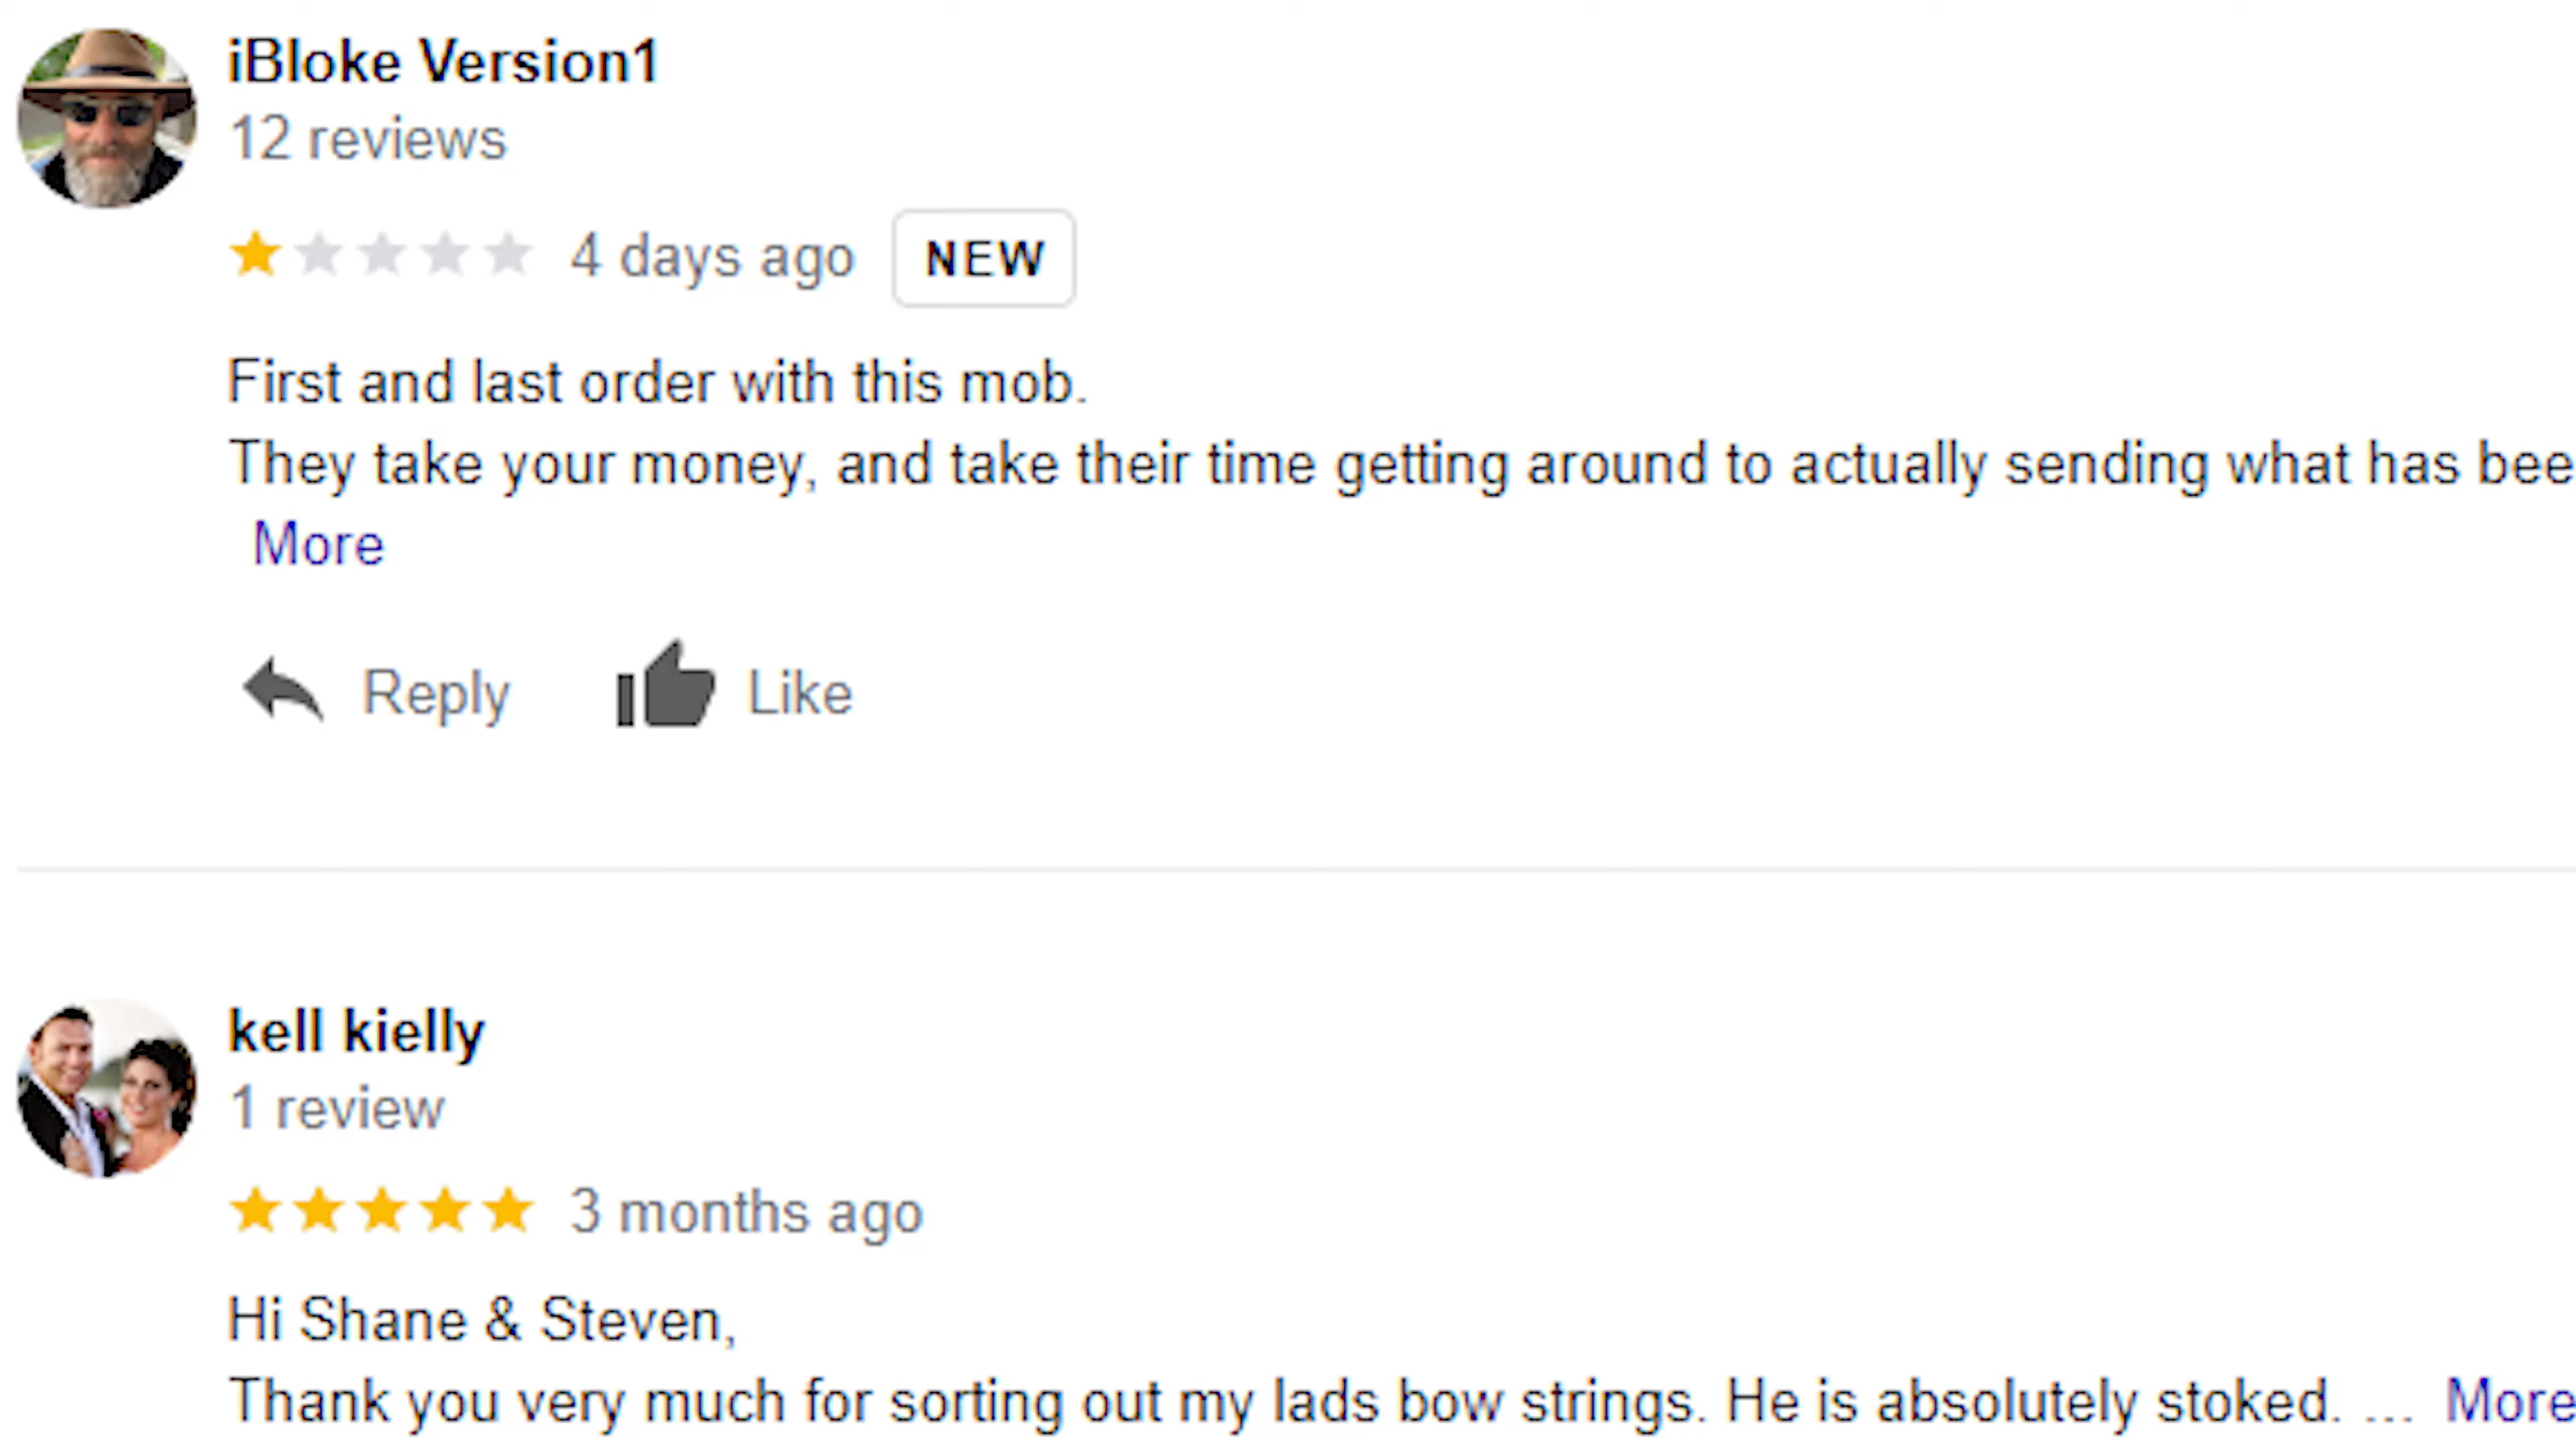 iBloke Version1
12 reviews
4 days ago NEW
First and last order with this mob.
They take your money, and take their time getting around to actually sending what has bee
More
Reply Like
kell kielly
1 review
3 months ago
Hi Shane & Steven,
Thank you very much for sorting out my lads bow strings. He is absolutely stoked. ... More